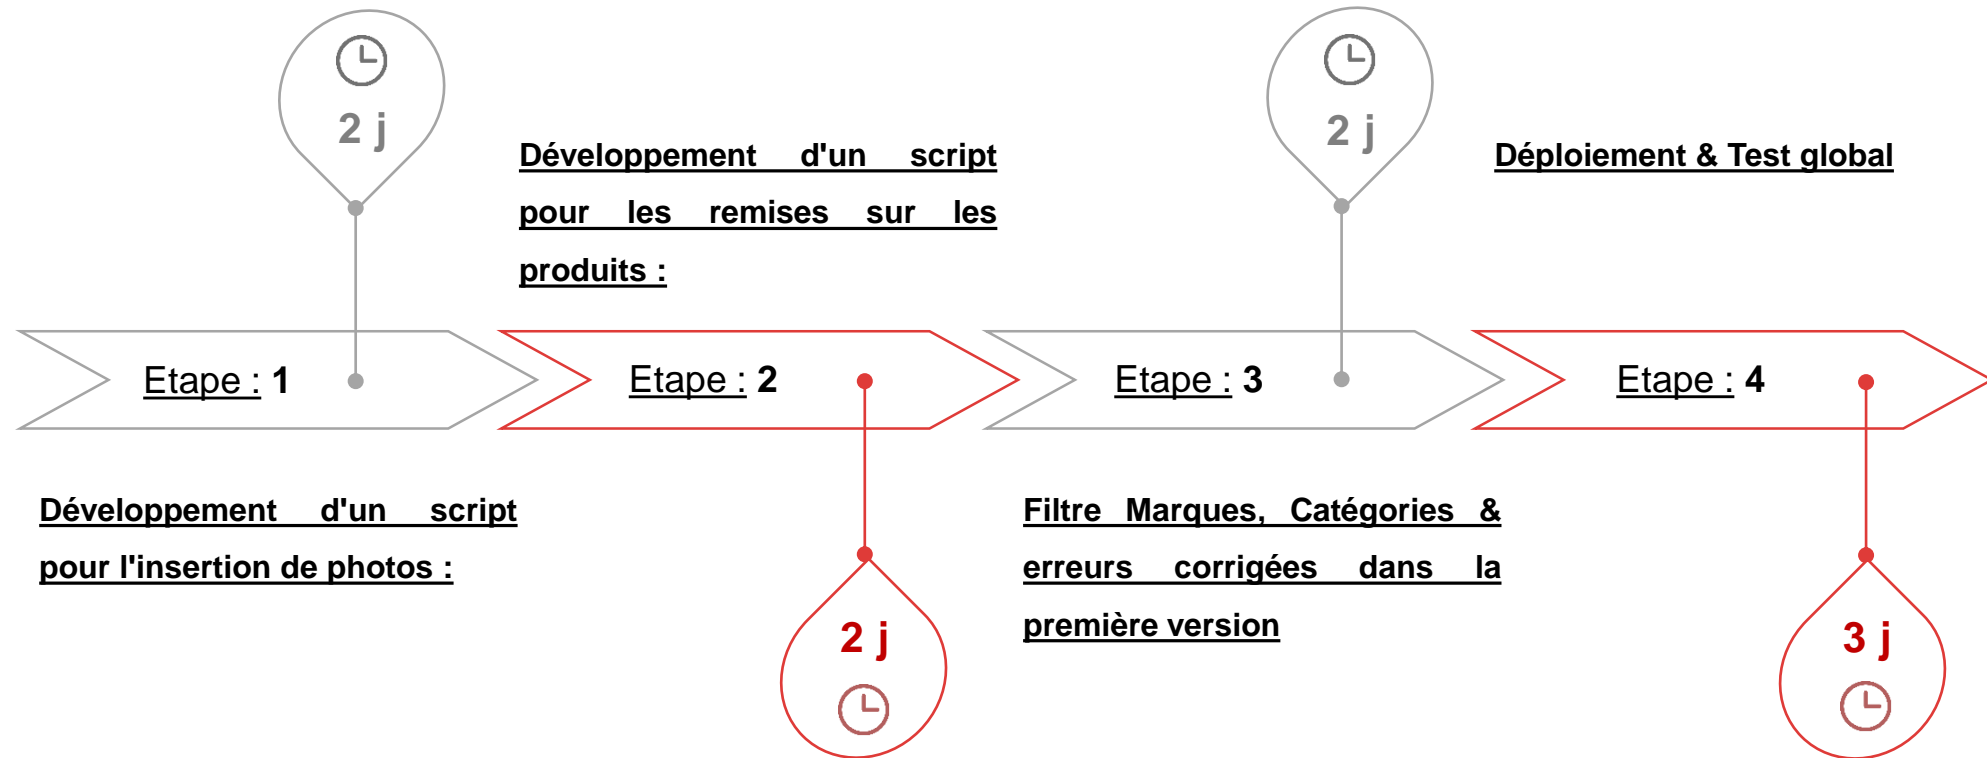 2 j
2 j
Développement d'un script
pour les remises sur les
produits :
Déploiement & Test global
Etape : 1
Etape : 2
Etape : 3
Etape : 4
Développement d'un script
pour l'insertion de photos :
Filtre Marques, Catégories &
erreurs corrigées dans la
première version
2 j
3 j